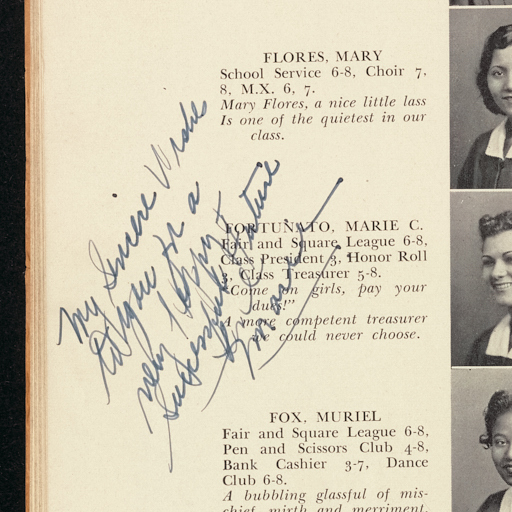 FLORES, MARY
School Service 6-8, Choir 7,
8, M.X. 6, 7.
Mary Flores, a nice little lass
Is one of the quietest in our
class.
My Sincere Wishes
to you for a
very Happy &
Successful Future
FORTUNATO, MARIE C.
Fair and Square League 6-8,
Class President 3, Honor Roll
3, Class Treasurer 5-8.
"Come on girls, pay your
dues!"
A more competent treasurer
we could never choose.
FOX, MURIEL
Fair and Square League 6-8,
Pen and Scissors Club 4-8,
Bank Cashier 3-7, Dance
Club 6-8.
A bubbling glassful of mis-
chief, mirth and merriment.